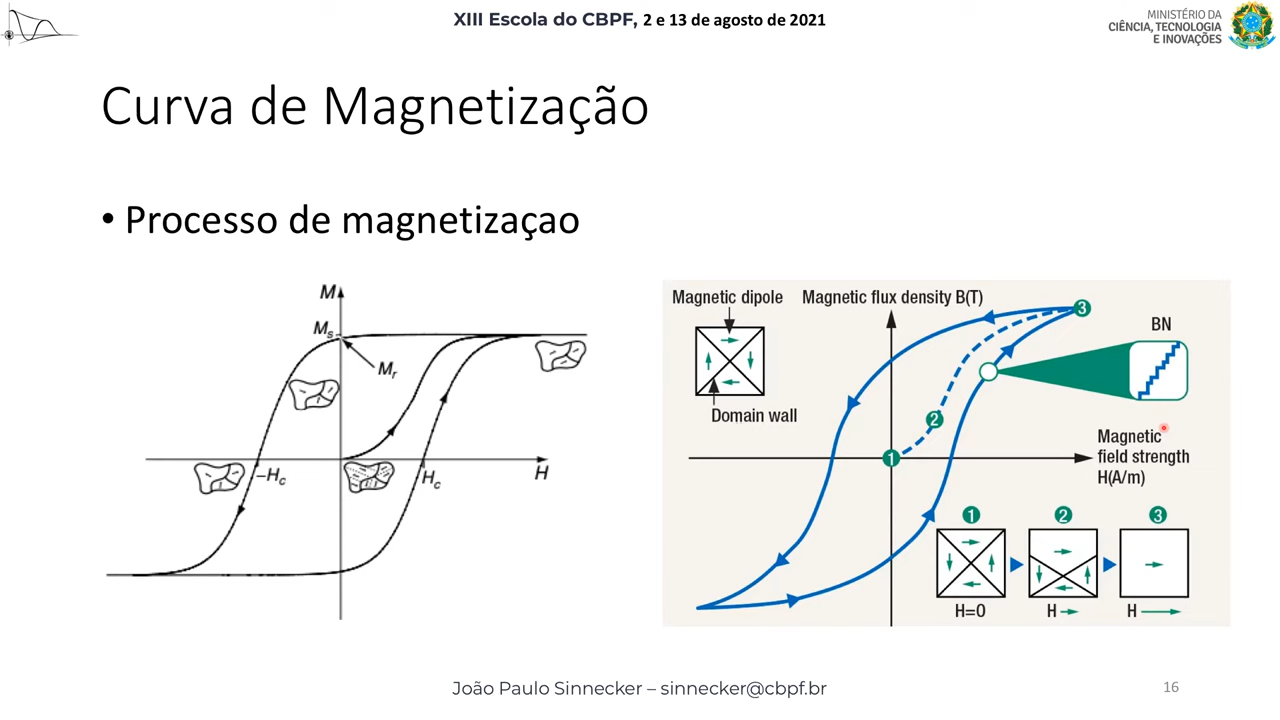 XIII Escola do CBPF, 2 e 13 de agosto de 2021
MINISTÉRIO DA
CIÊNCIA, TECNOLOGIA
E INOVAÇÕES
Curva de Magnetização
• Processo de magnetizaçao
M
Ms
Mr
–Hc
Hc
H
Magnetic dipole
Magnetic flux density B(T)
3
BN
Domain wall
2
1
Magnetic
field strength
H(A/m)
1 2 3
H=0 H H
João Paulo Sinnecker – sinnecker@cbpf.br
16